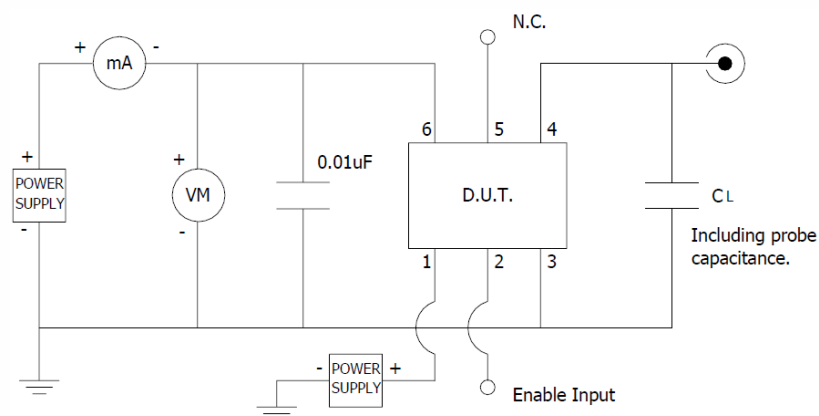 N.C.
+ mA -
6 5 4
+
POWER
SUPPLY
-
+
VM
-
0.01uF
D.U.T.
CL
Including probe
capacitance.
1 2 3
- POWER
SUPPLY +
Enable Input